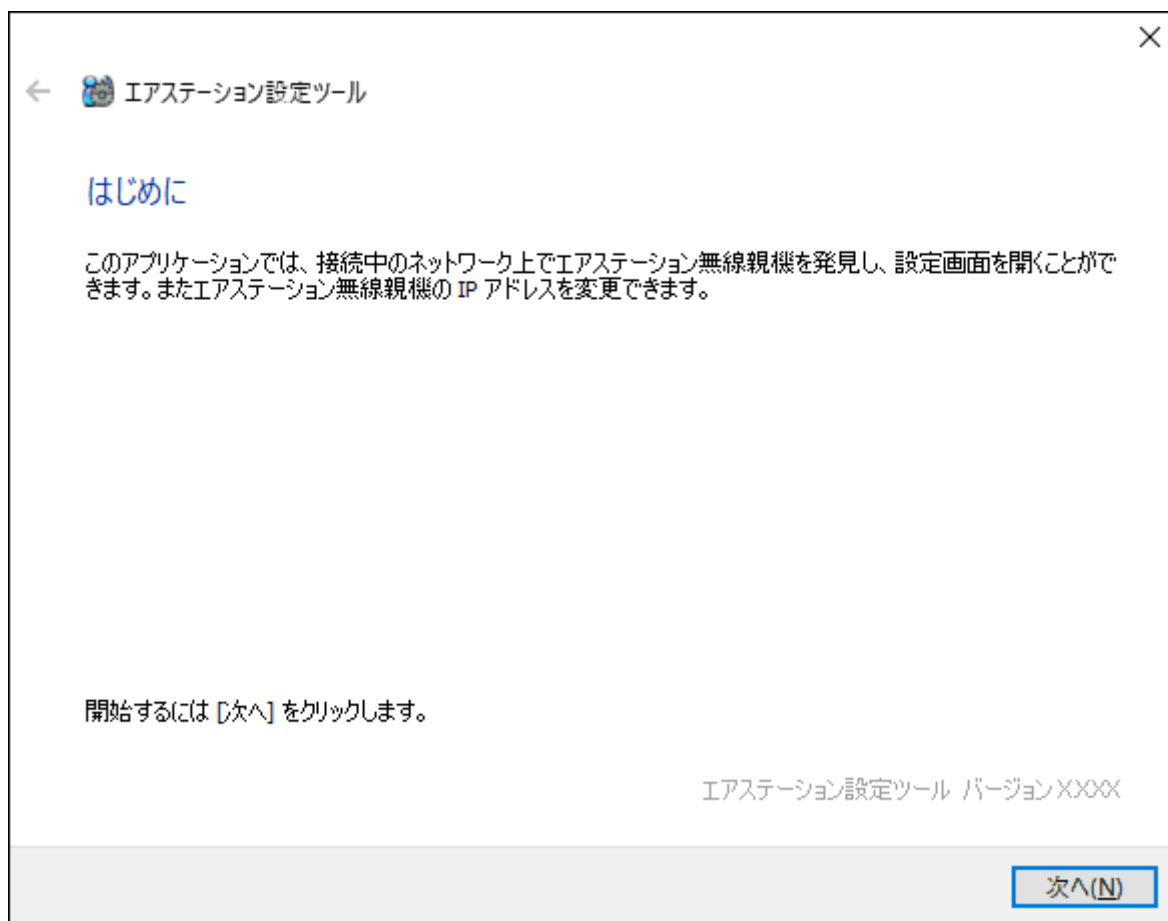 エアステーション設定ツール
はじめに
このアプリケーションでは、接続中のネットワーク上でエアステーション無線親機を発見し、設定画面を開くことがで
きます。またエアステーション無線親機の IP アドレスを変更できます。
開始するには [次へ] をクリックします。
エアステーション設定ツール バージョン XXXX
次へ(N)